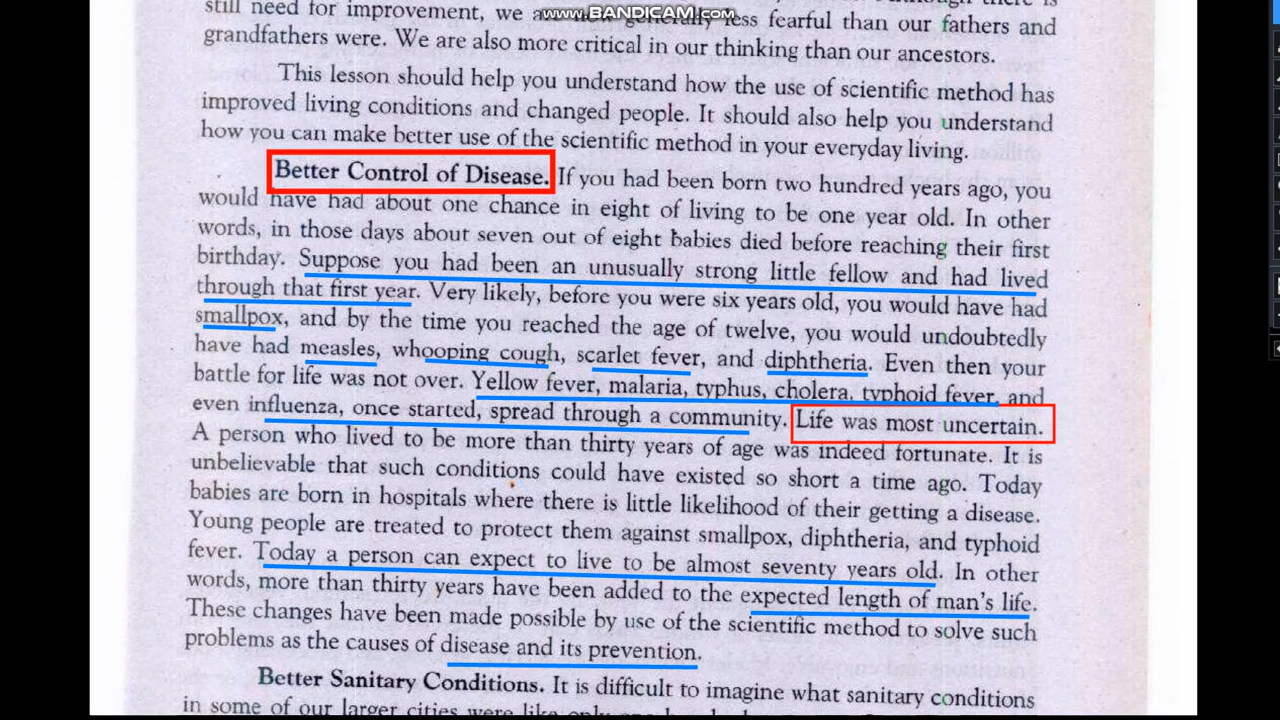 still need for improvement, we
www.BANDICAM.com
less fearful than our fathers and
grandfathers were. We are also more critical in our thinking than our ancestors.
This lesson should help you understand how the use of scientific method has
improved living conditions and changed people. It should also help you understand
how you can make better use of the scientific method in your everyday living.
Better Control of Disease. If you had been born two hundred years ago, you
would have had about one chance in eight of living to be one year old. In other
words, in those days about seven out of eight babies died before reaching their first
birthday. Suppose you had been an unusually strong little fellow and had lived
through that first year. Very likely, before you were six years old, you would have had
smallpox, and by the time you reached the age of twelve, you would undoubtedly
have had measles, whooping cough, scarlet fever, and diphtheria. Even then your
battle for life was not over. Yellow fever, malaria, typhus, cholera, typhoid fever, and
even influenza, once started, spread through a community. Life was most uncertain.
A person who lived to be more than thirty years of age was indeed fortunate. It is
unbelievable that such conditions could have existed so short a time ago. Today
babies are born in hospitals where there is little likelihood of their getting a disease.
Young people are treated to protect them against smallpox, diphtheria, and typhoid
fever. Today a person can expect to live to be almost seventy years old. In other
words, more than thirty years have been added to the expected length of man's life.
These changes have been made possible by use of the scientific method to solve such
problems as the causes of disease and its prevention.
Better Sanitary Conditions. It is difficult to imagine what sanitary conditions
in some of our larger cities were like only